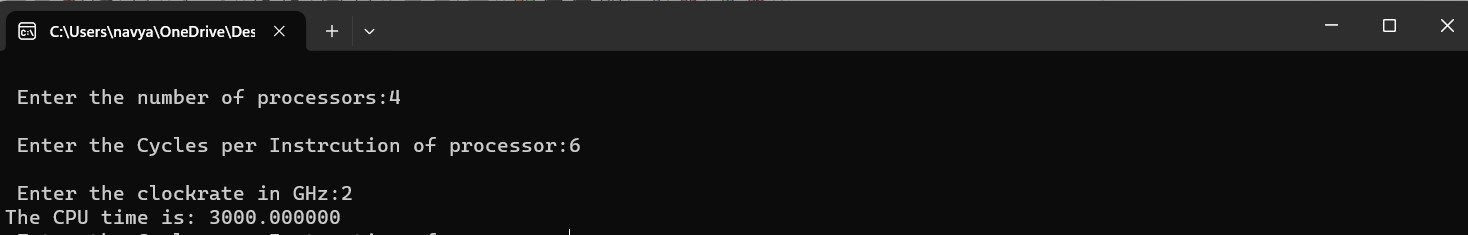 C:\Users\navya\OneDrive\Des
Enter the number of processors:4
Enter the Cycles per Instrcution of processor:6
Enter the clockrate in GHz:2
The CPU time is: 3000.000000